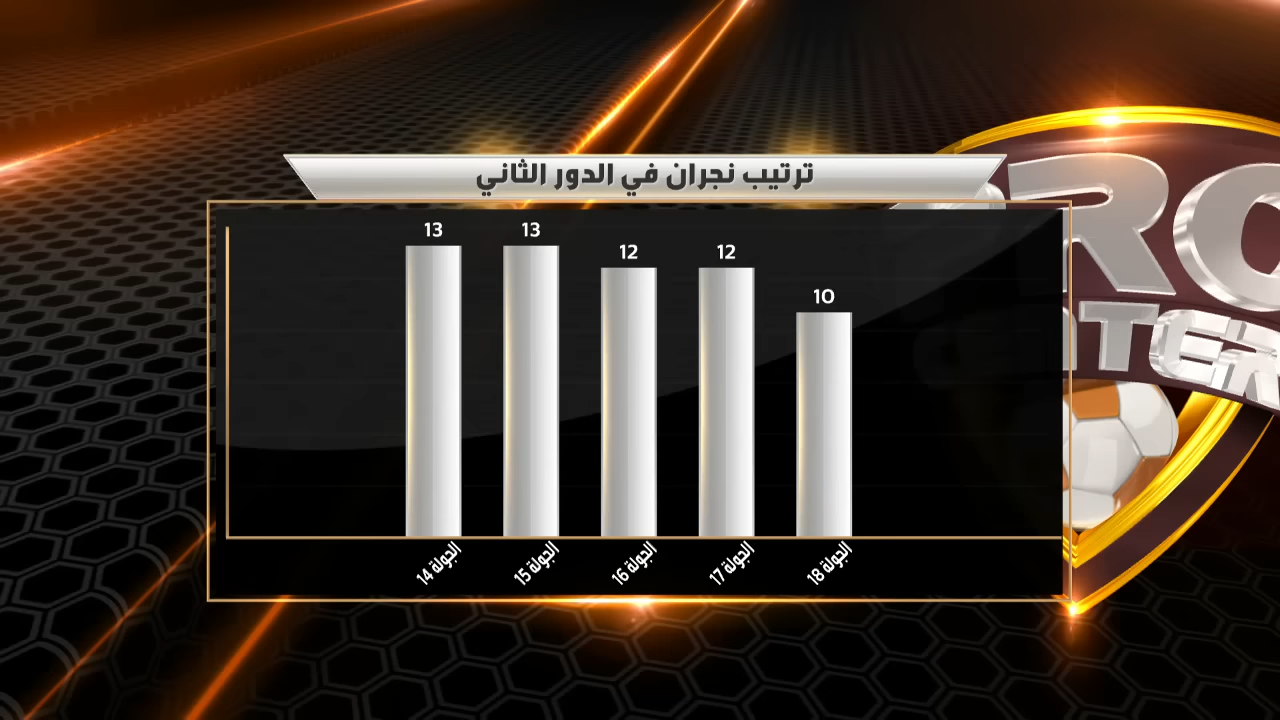 ترتيب نجران في الدور الثاني
13
13
12
12
10
الجولة 14
الجولة 15
الجولة 16
الجولة 17
الجولة 18